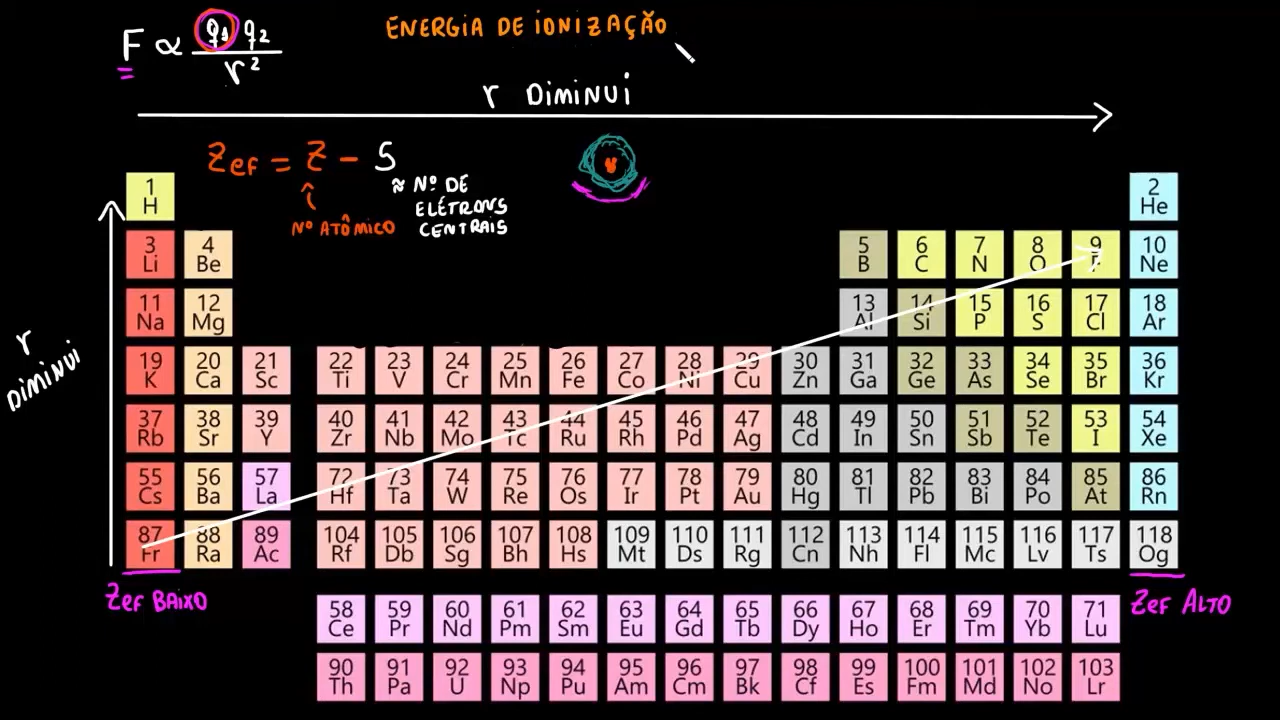 F ∝ q1 q2 / r²
ENERGIA DE IONIZAÇÃO
r DIMINUI
Zef = Z - S
≈ Nº DE
ELÉTRONS
CENTRAIS
Nº ATÔMICO
r
DIMINUI
1 2
H He
3 4 5 6 7 8 9 10
Li Be B C N O F Ne
11 12 13 14 15 16 17 18
Na Mg Al Si P S Cl Ar
19 20 21 22 23 24 25 26 27 28 29 30 31 32 33 34 35 36
K Ca Sc Ti V Cr Mn Fe Co Ni Cu Zn Ga Ge As Se Br Kr
37 38 39 40 41 42 43 44 45 46 47 48 49 50 51 52 53 54
Rb Sr Y Zr Nb Mo Tc Ru Rh Pd Ag Cd In Sn Sb Te I Xe
55 56 57 72 73 74 75 76 77 78 79 80 81 82 83 84 85 86
Cs Ba La Hf Ta W Re Os Ir Pt Au Hg Tl Pb Bi Po At Rn
87 88 89 104 105 106 107 108 109 110 111 112 113 114 115 116 117 118
Fr Ra Ac Rf Db Sg Bh Hs Mt Ds Rg Cn Nh Fl Mc Lv Ts Og
Zef BAIXO
Zef ALTO
58 59 60 61 62 63 64 65 66 67 68 69 70 71
Ce Pr Nd Pm Sm Eu Gd Tb Dy Ho Er Tm Yb Lu
90 91 92 93 94 95 96 97 98 99 100 101 102 103
Th Pa U Np Pu Am Cm Bk Cf Es Fm Md No Lr